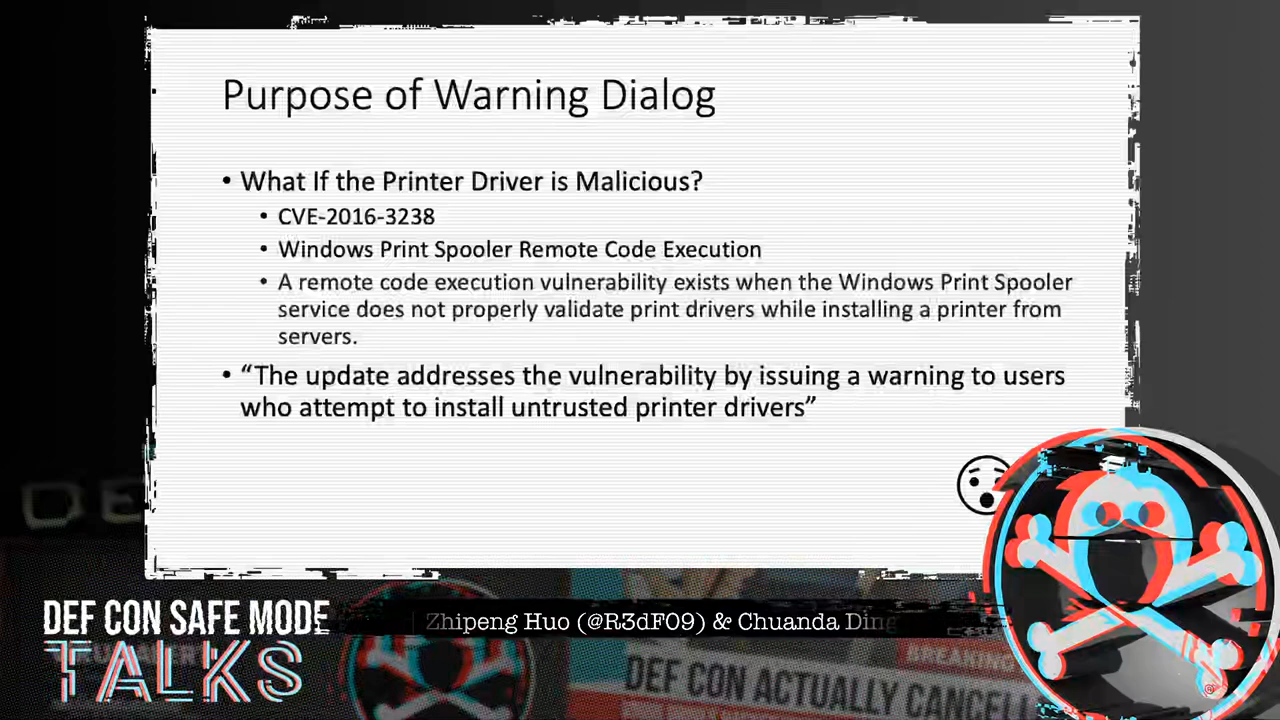 Purpose of Warning Dialog
• What If the Printer Driver is Malicious?
• CVE-2016-3238
• Windows Print Spooler Remote Code Execution
• A remote code execution vulnerability exists when the Windows Print Spooler
service does not properly validate print drivers while installing a printer from
servers.
• “The update addresses the vulnerability by issuing a warning to users
who attempt to install untrusted printer drivers”
DEF CON SAFE MODE
TALKS
Zhipeng Huo (@R3dF09) & Chuanda Ding
BREAKING
DEF CON ACTUALLY